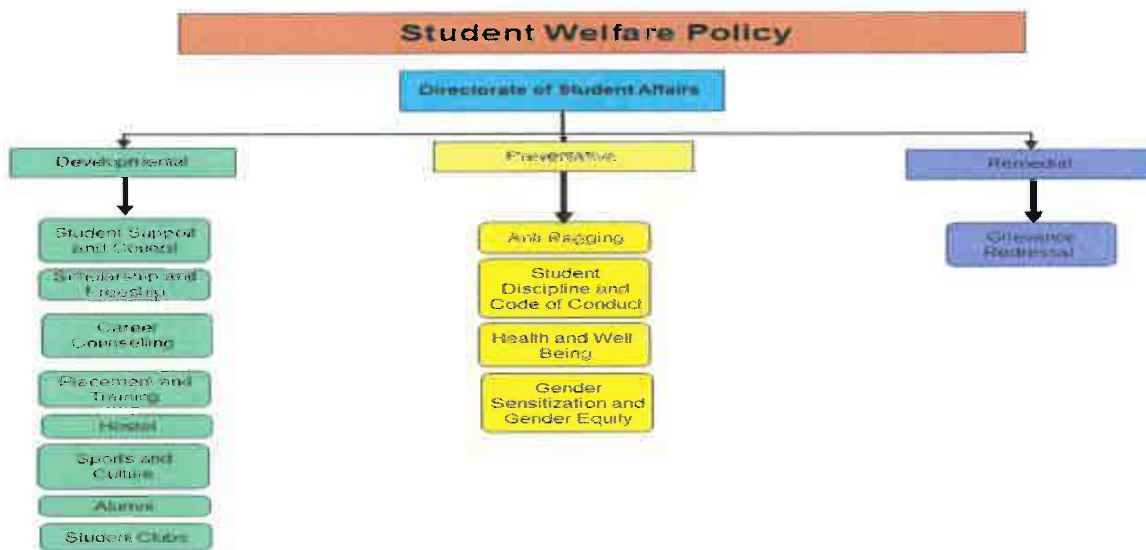 Student Welfare Policy
Directorate of Student Affairs
Developmental
Preventative
Remedial
Student Support
and Council
Scholarship and
Freeship
Career
Counselling
Placement and
Training
Hostel
Sports and
Culture
Alumni
Student Clubs
Anti Ragging
Student
Discipline and
Code of Conduct
Health and Well
Being
Gender
Sensitization and
Gender Equity
Grievance
Redressal